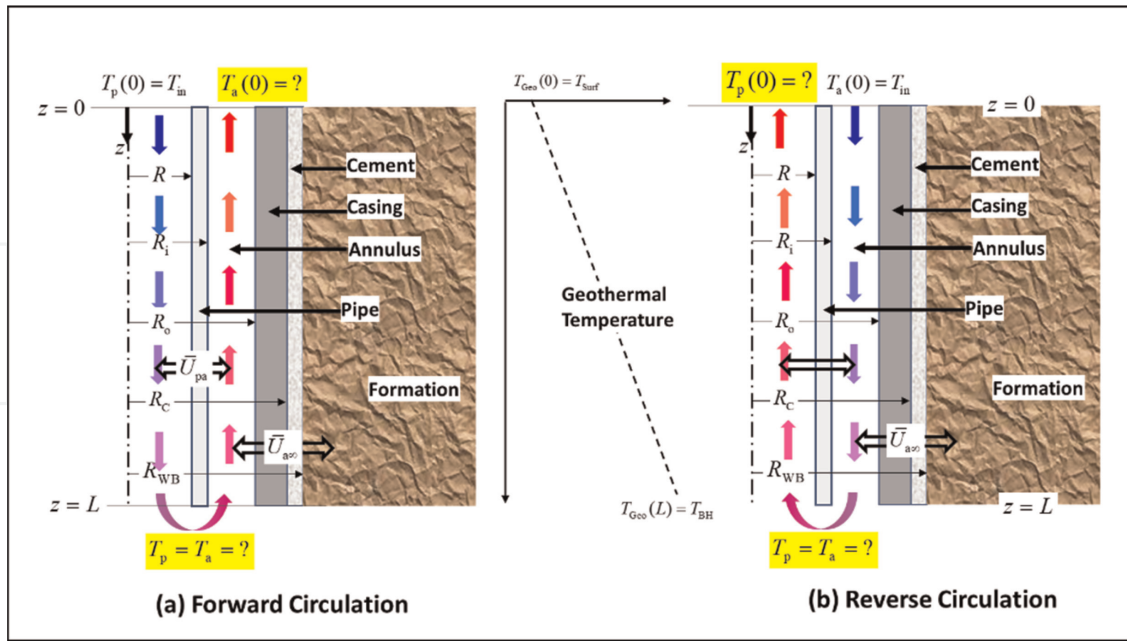 T_p(0) = T_in
T_a(0) = ?
z = 0
z
R
R_i
R_o
Ū_pa
R_C
Ū_a∞
R_WB
z = L
T_p = T_a = ?
Cement
Casing
Annulus
Pipe
Formation
(a) Forward Circulation
T_Geo(0) = T_Surf
Geothermal
Temperature
T_Geo(L) = T_BH
T_p(0) = ?
T_a(0) = T_in
z = 0
z
R
R_i
R_o
R_C
Ū_a∞
R_WB
z = L
T_p = T_a = ?
Cement
Casing
Annulus
Pipe
Formation
(b) Reverse Circulation